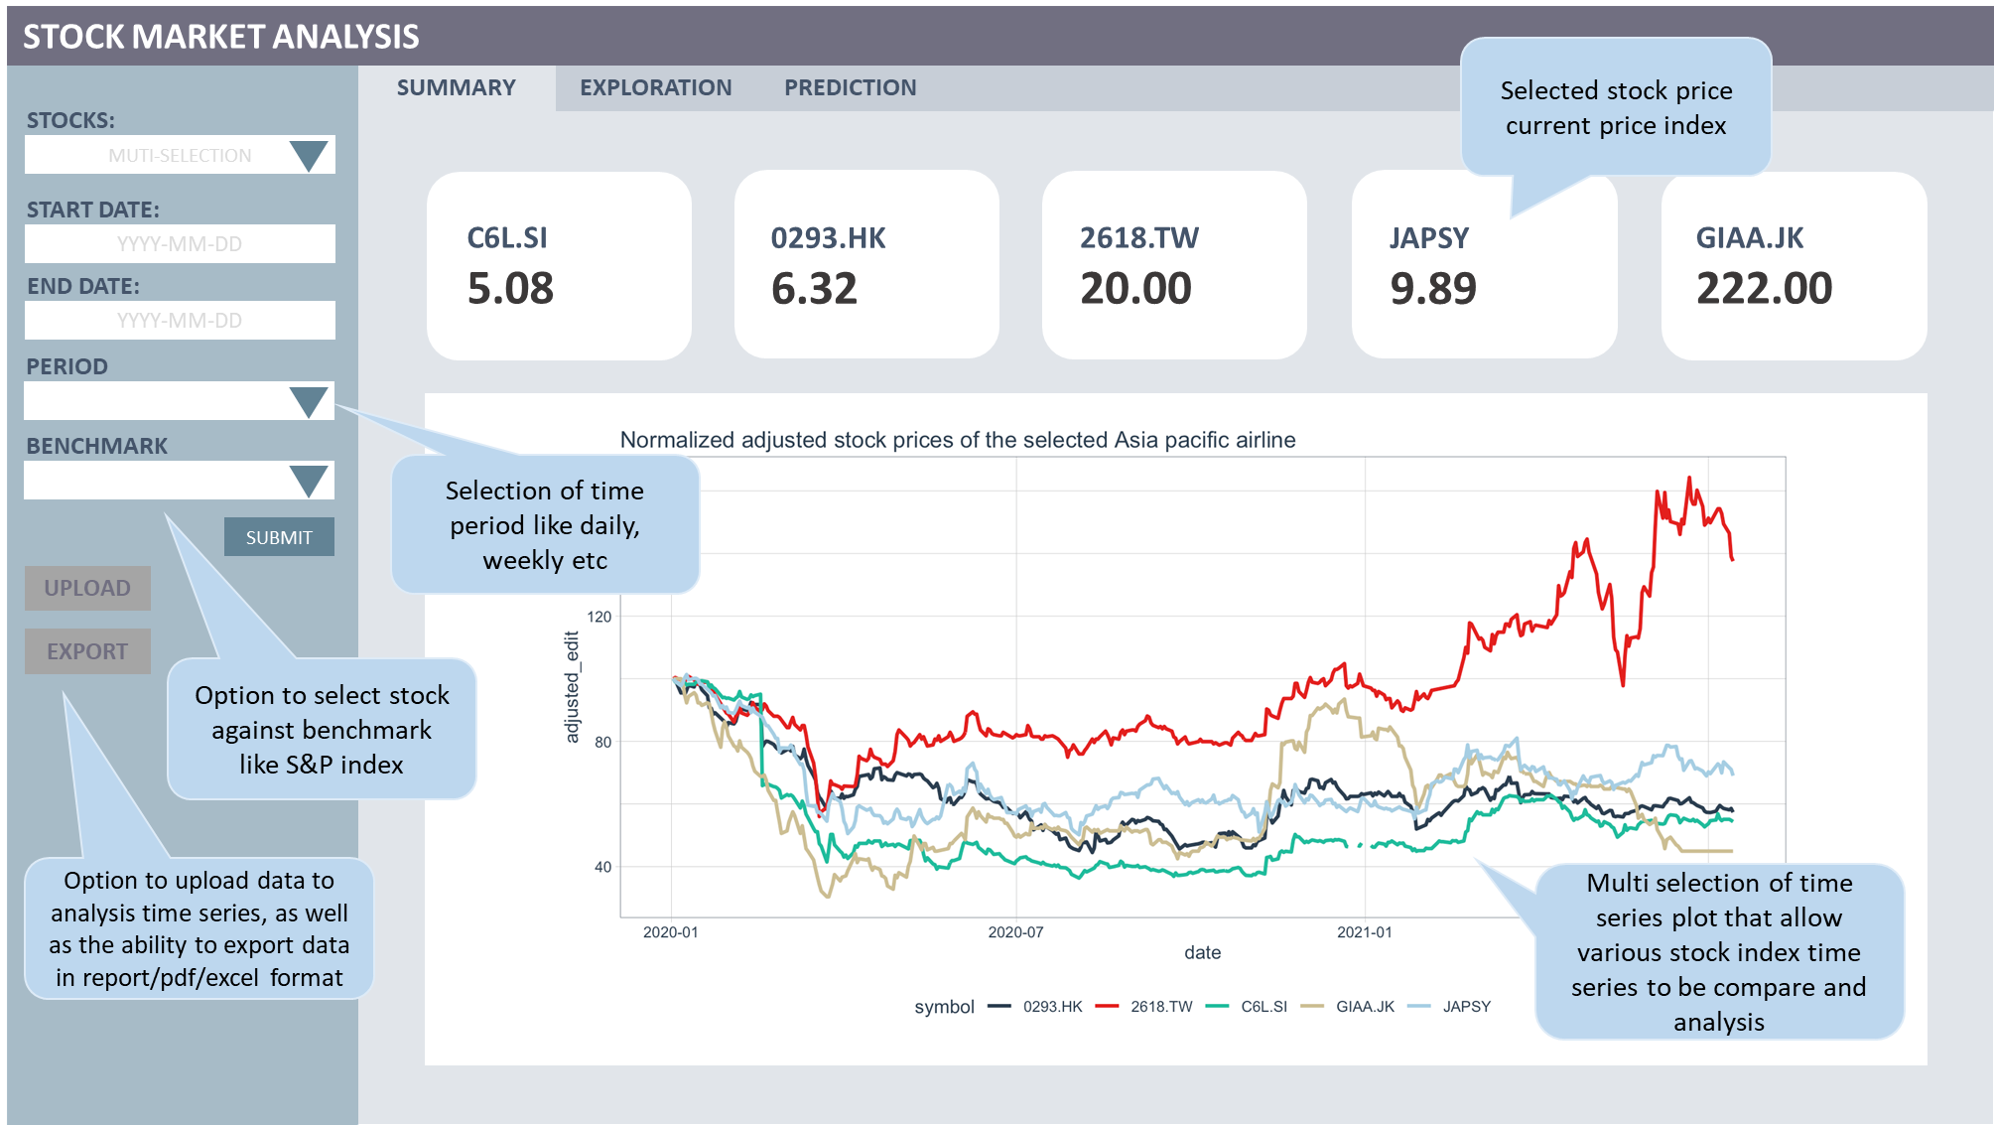 STOCK MARKET ANALYSIS
SUMMARY
EXPLORATION
PREDICTION
Selected stock price
current price index
STOCKS:
MUTI-SELECTION
START DATE:
YYYY-MM-DD
END DATE:
YYYY-MM-DD
PERIOD
BENCHMARK
SUBMIT
UPLOAD
EXPORT
Selection of time
period like daily,
weekly etc
Option to select stock
against benchmark
like S&P index
Option to upload data to
analysis time series, as well
as the ability to export data
in report/pdf/excel format
C6L.SI
5.08
0293.HK
6.32
2618.TW
20.00
JAPSY
9.89
GIAA.JK
222.00
Normalized adjusted stock prices of the selected Asia pacific airline
adjusted_edit
120
80
40
2020-01
2020-07
2021-01
date
symbol
0293.HK
2618.TW
C6L.SI
GIAA.JK
JAPSY
Multi selection of time
series plot that allow
various stock index time
series to be compare and
analysis